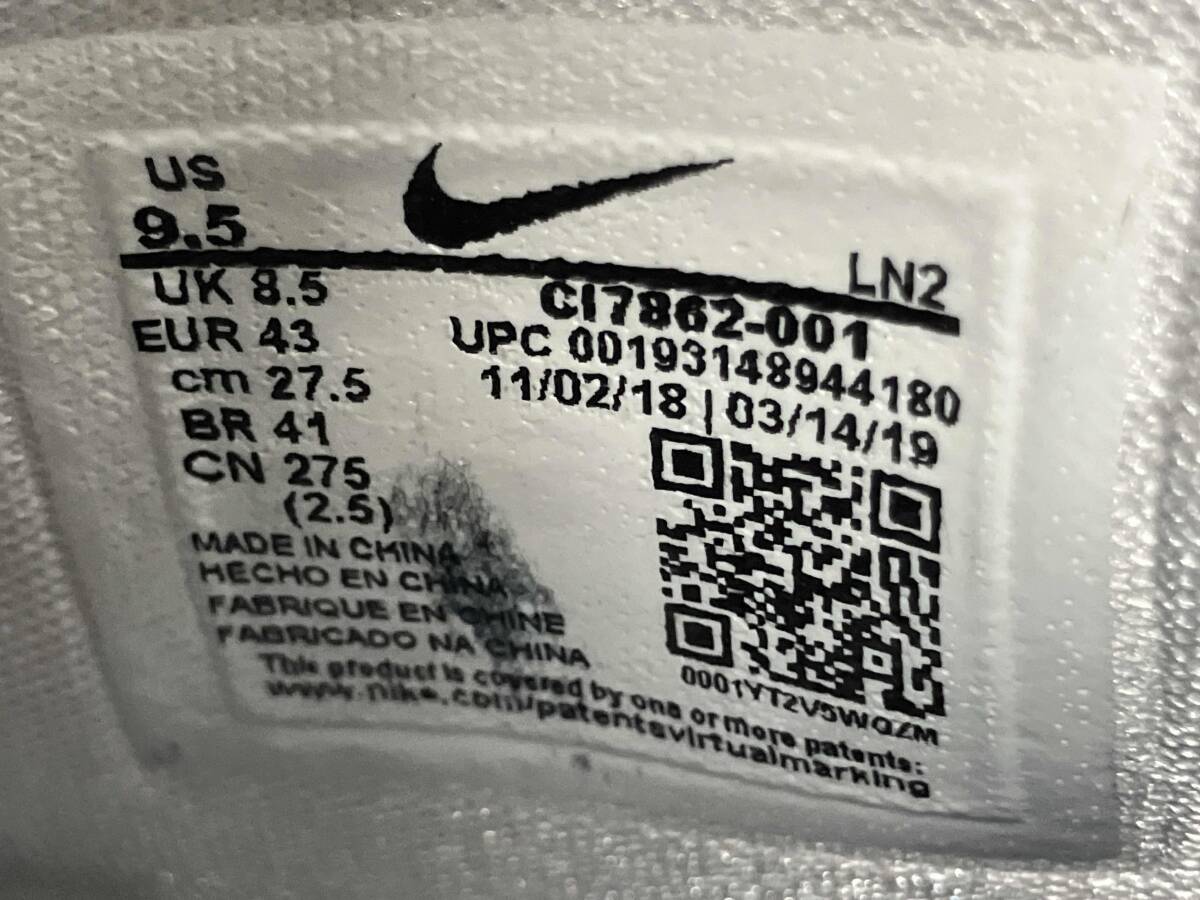 US
9.5
LN2
UK 8.5
CI7862-001
EUR 43
UPC 00193148944180
cm 27.5
11/02/18 | 03/14/19
BR 41
CN 275
(2.5)
MADE IN CHINA
HECHO EN CHINA
FABRIQUE EN CHINE
FABRICADO NA CHINA
0001YT2V5WQZM
This product is covered by one or more patents:
www.nike.com/patentsvirtualmarking